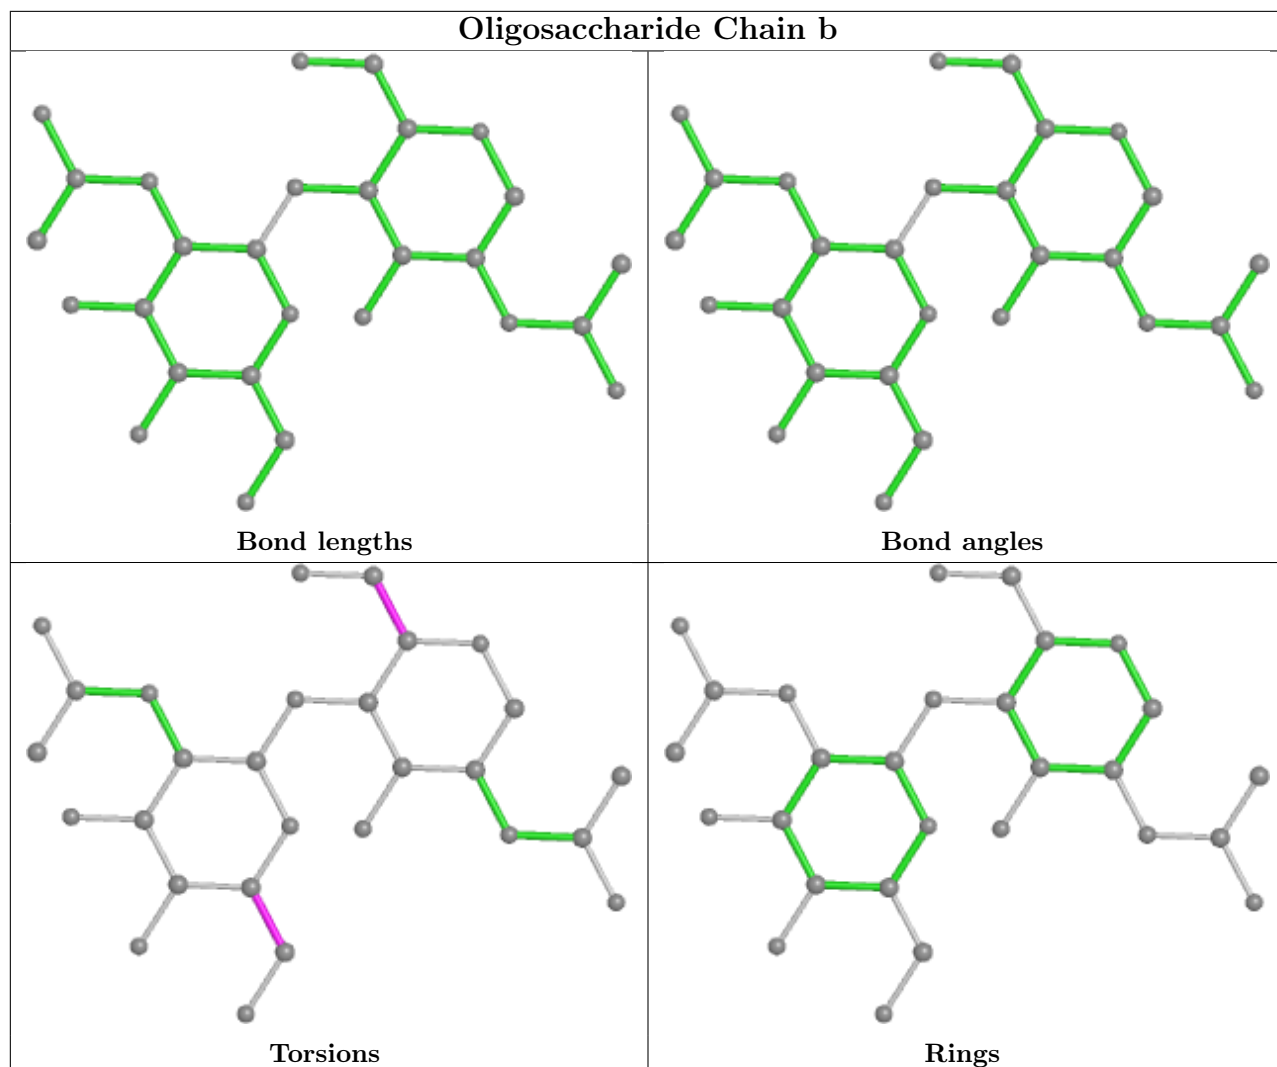 Oligosaccharide Chain b
Bond lengths
Bond angles
Torsions
Rings